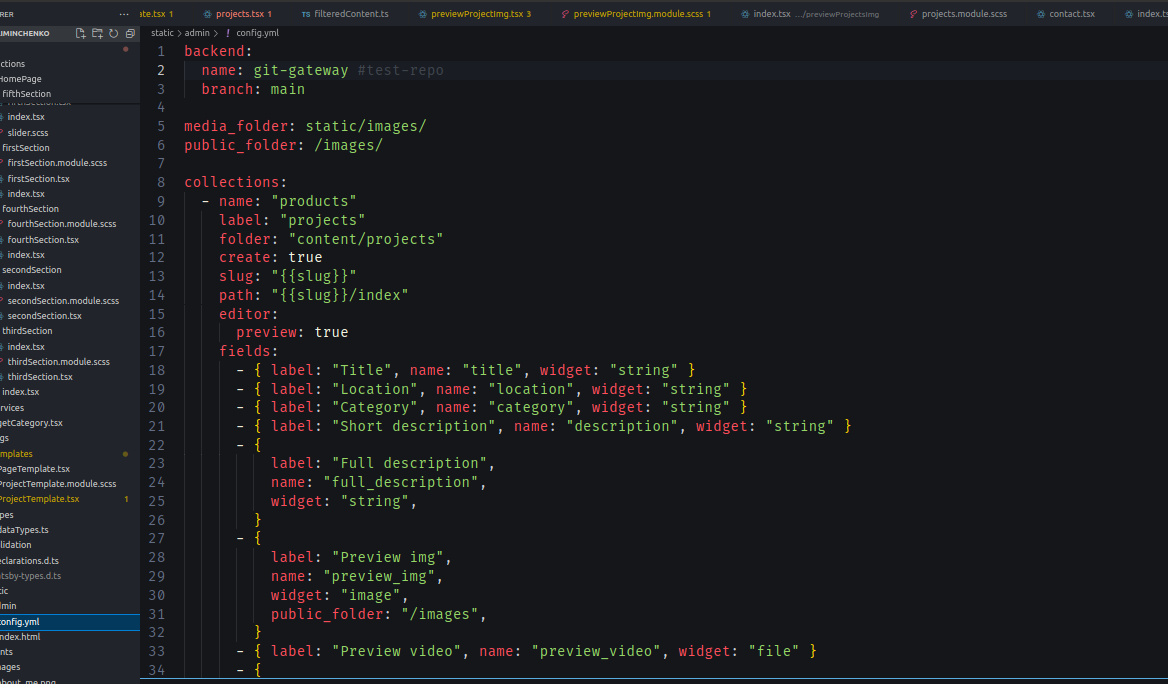 RER ... ate.tsx 1 projects.tsx 1 TS filteredContent.ts previewProjectImg.tsx 3 previewProjectImg.module.scss 1 index.tsx .../previewProjectsImg projects.module.scss contact.tsx index.ts
IMINCHENKO static > admin > ! config.yml
ctions
HomePage
fifthSection
fifthSection.tsx
index.tsx
slider.scss
firstSection
firstSection.module.scss
firstSection.tsx
index.tsx
fourthSection
fourthSection.module.scss
fourthSection.tsx
index.tsx
secondSection
index.tsx
secondSection.module.scss
secondSection.tsx
thirdSection
index.tsx
thirdSection.module.scss
thirdSection.tsx
index.tsx
rvices
getCategory.tsx
gs
mplates
PageTemplate.tsx
ProjectTemplate.module.scss
ProjectTemplate.tsx 1
pes
dataTypes.ts
lidation
eclarations.d.ts
atsby-types.d.ts
tic
dmin
config.yml
index.html
nts
nages
about_me.png
1 backend:
2 name: git-gateway #test-repo
3 branch: main
4
5 media_folder: static/images/
6 public_folder: /images/
7
8 collections:
9 - name: "products"
10 label: "projects"
11 folder: "content/projects"
12 create: true
13 slug: "{{slug}}"
14 path: "{{slug}}/index"
15 editor:
16 preview: true
17 fields:
18 - { label: "Title", name: "title", widget: "string" }
19 - { label: "Location", name: "location", widget: "string" }
20 - { label: "Category", name: "category", widget: "string" }
21 - { label: "Short description", name: "description", widget: "string" }
22 - {
23 label: "Full description",
24 name: "full_description",
25 widget: "string",
26 }
27 - {
28 label: "Preview img",
29 name: "preview_img",
30 widget: "image",
31 public_folder: "/images",
32 }
33 - { label: "Preview video", name: "preview_video", widget: "file" }
34 - {